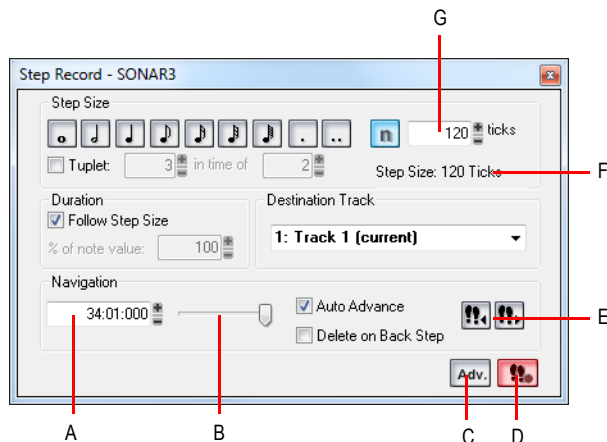 G
Step Record - SONAR3
Step Size
n 120 ticks
Tuplet: 3 in time of 2 Step Size: 120 Ticks F
Duration Destination Track
Follow Step Size
1: Track 1 (current)
% of note value: 100
Navigation
34:01:000 Auto Advance E
Delete on Back Step
Adv.
A B C D